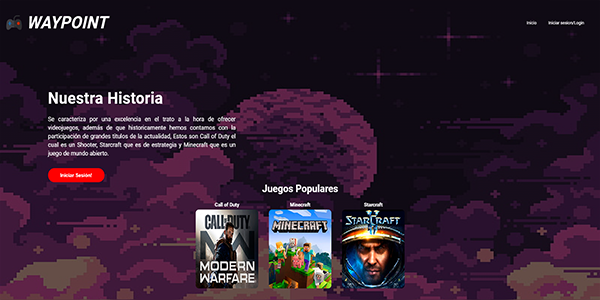 WAYPOINT
Inicio
Iniciar sesion/Login
Nuestra Historia
Se caracteriza por una excelencia en el trato a la hora de ofrecer
videojuegos, además de que historicamente hemos contamos con la
participación de grandes titulos de la actualidad, Estos son Call of Duty el
cual es un Shooter, Starcraft que es de estrategia y Minecraft que es un
juego de mundo abierto.
Iniciar Sesión!
Juegos Populares
Call of Duty
Minecraft
Starcraft
CALL OF DUTY
MODERN
WARFARE
MINECRAFT
STARCRAFT
II